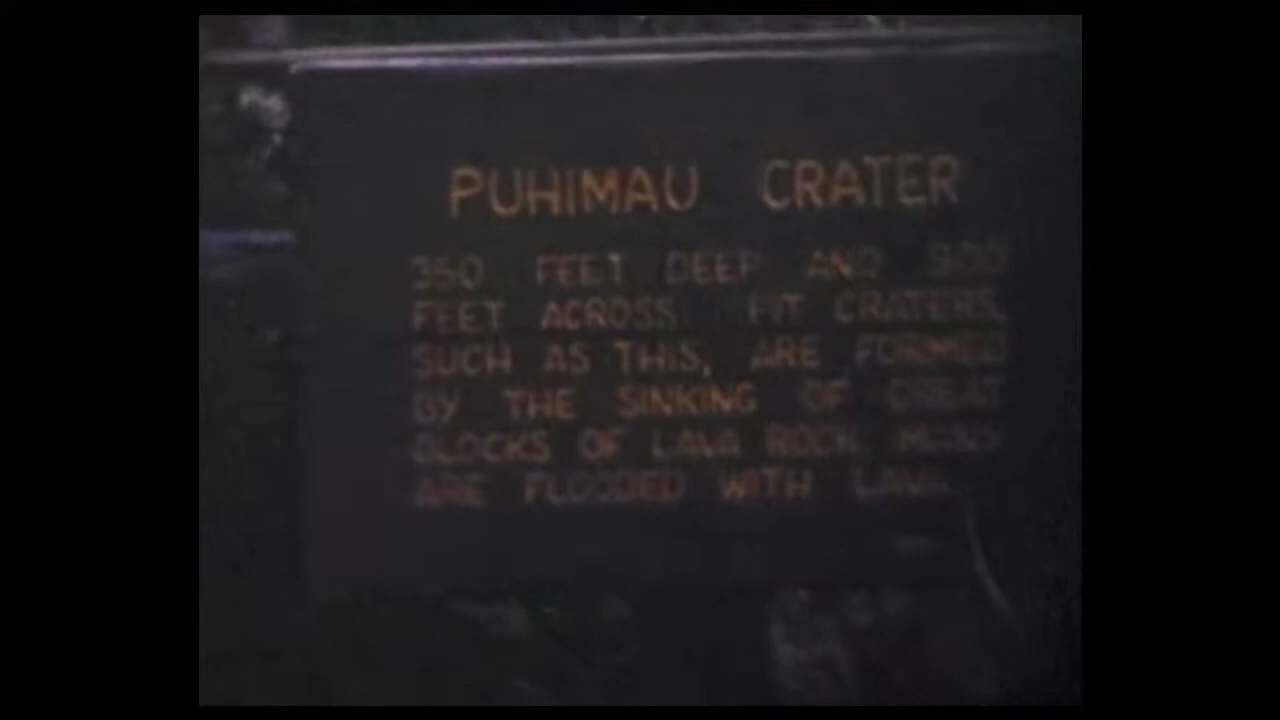 PUHIMAU CRATER
350 FEET DEEP AND
FEET ACROSS PIT CRATERS,
SUCH AS THIS, ARE FORMED
BY THE SINKING OF GREAT
BLOCKS OF LAVA ROCK MANY
ARE FLOODED WITH LAVA.